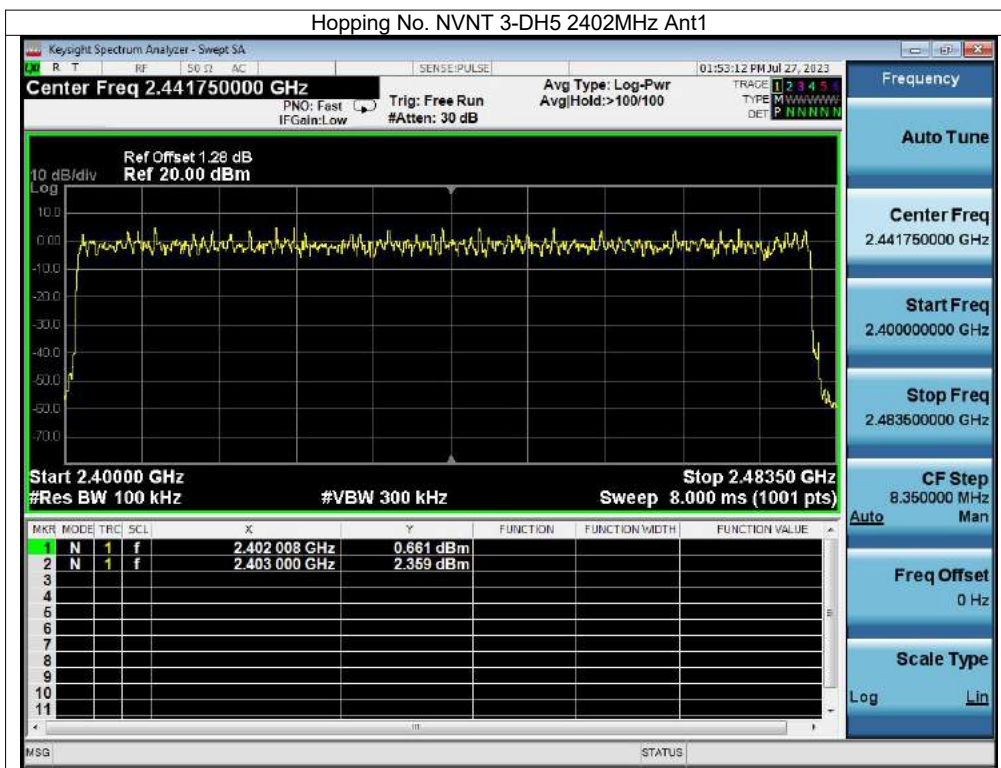 Hopping No. NVNT 3-DH5 2402MHz Ant1
Keysight Spectrum Analyzer - Swept SA
LXI R T RF 50 Ω AC SENSE:PULSE 01:53:12 PM Jul 27, 2023
Center Freq 2.441750000 GHz
PNO: Fast
IFGain:Low
Trig: Free Run
#Atten: 30 dB
Avg Type: Log-Pwr
Avg|Hold:>100/100
TRACE 1 2 3 4 5 6
TYPE M WWWWW
DET P N N N N N
Ref Offset 1.28 dB
10 dB/div Ref 20.00 dBm
Log
10.0
0.00
-10.0
-20.0
-30.0
-40.0
-50.0
-60.0
-70.0
Start 2.40000 GHz Stop 2.48350 GHz
#Res BW 100 kHz #VBW 300 kHz Sweep 8.000 ms (1001 pts)
MKR MODE TRC SCL X Y FUNCTION FUNCTION WIDTH FUNCTION VALUE
1 N 1 f 2.402 008 GHz 0.661 dBm
2 N 1 f 2.403 000 GHz 2.359 dBm
3
4
5
6
7
8
9
10
11
MSG STATUS
Frequency
Auto Tune
Center Freq
2.441750000 GHz
Start Freq
2.400000000 GHz
Stop Freq
2.483500000 GHz
CF Step
8.350000 MHz
Auto Man
Freq Offset
0 Hz
Scale Type
Log Lin